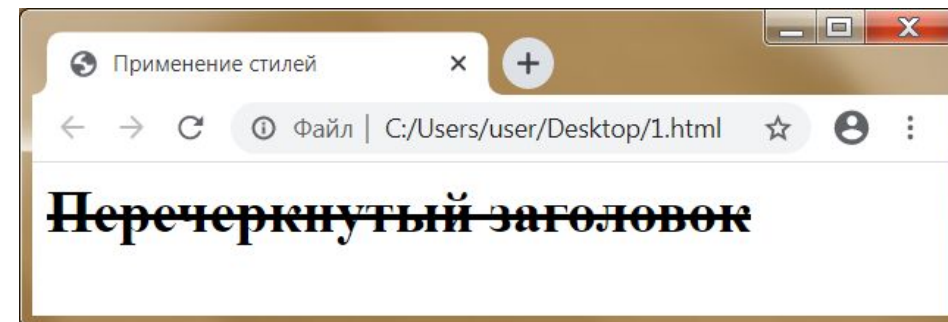 Применение стилей
Файл | C:/Users/user/Desktop/1.html
Перечеркнутый заголовок